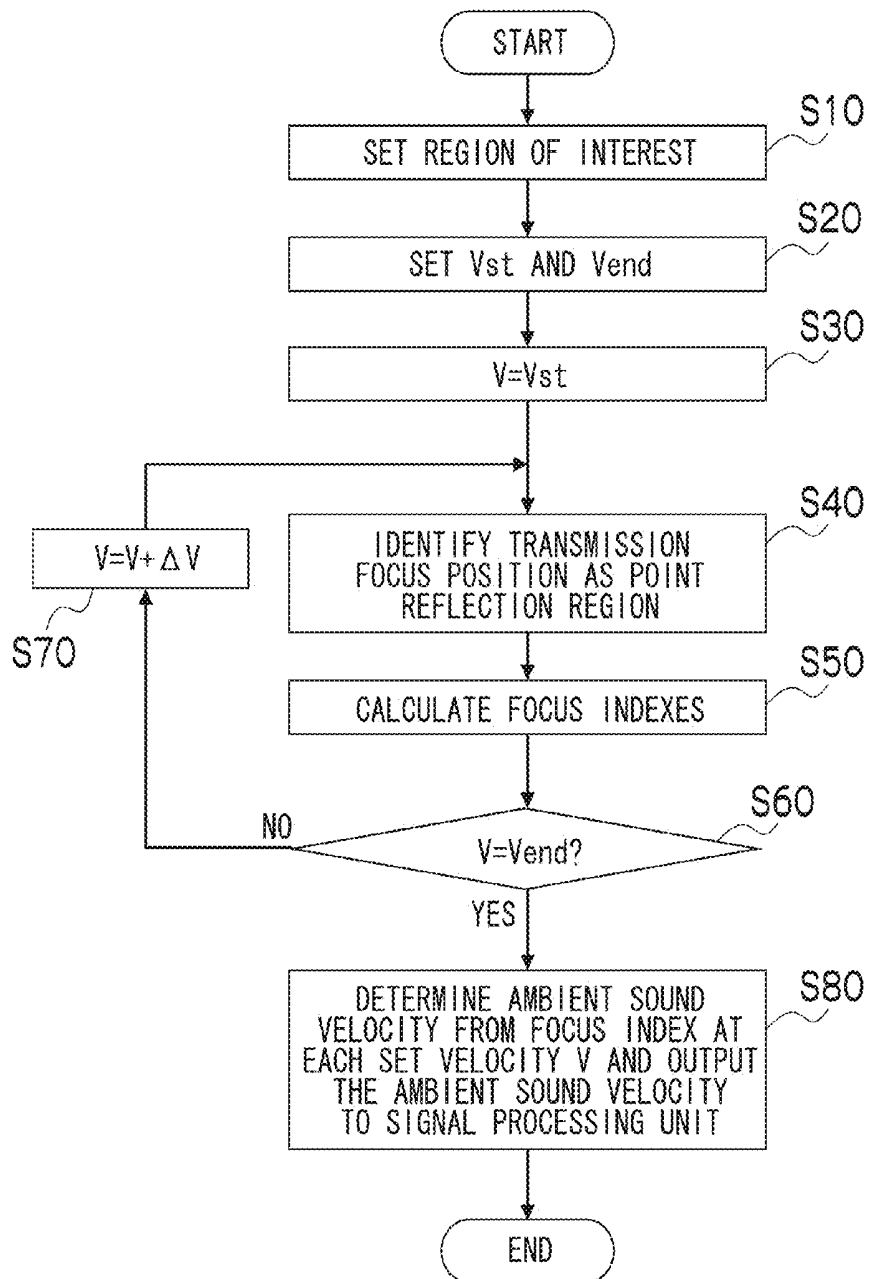 START
S10
SET REGION OF INTEREST
S20
SET Vst AND Vend
S30
V=Vst
S40
IDENTIFY TRANSMISSION
FOCUS POSITION AS POINT
REFLECTION REGION
V=V+ΔV
S70
S50
CALCULATE FOCUS INDEXES
S60
NO
V=Vend?
YES
S80
DETERMINE AMBIENT SOUND
VELOCITY FROM FOCUS INDEX AT
EACH SET VELOCITY V AND OUTPUT
THE AMBIENT SOUND VELOCITY
TO SIGNAL PROCESSING UNIT
END